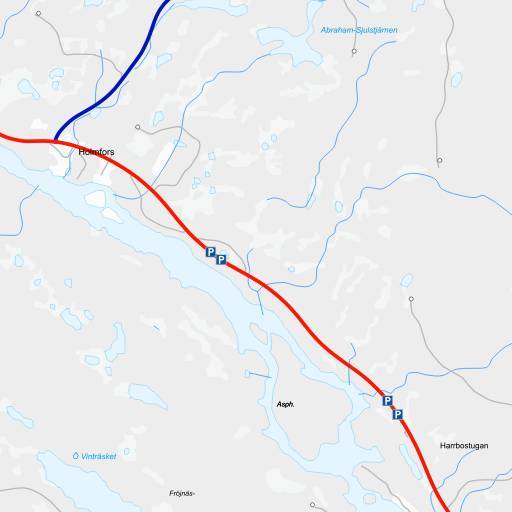 Abraham-Sjulstjärnen
Holmfors
P
P
P
P
Asph.
Harrbostugan
Ö Vinträsket
Fröjnäs-